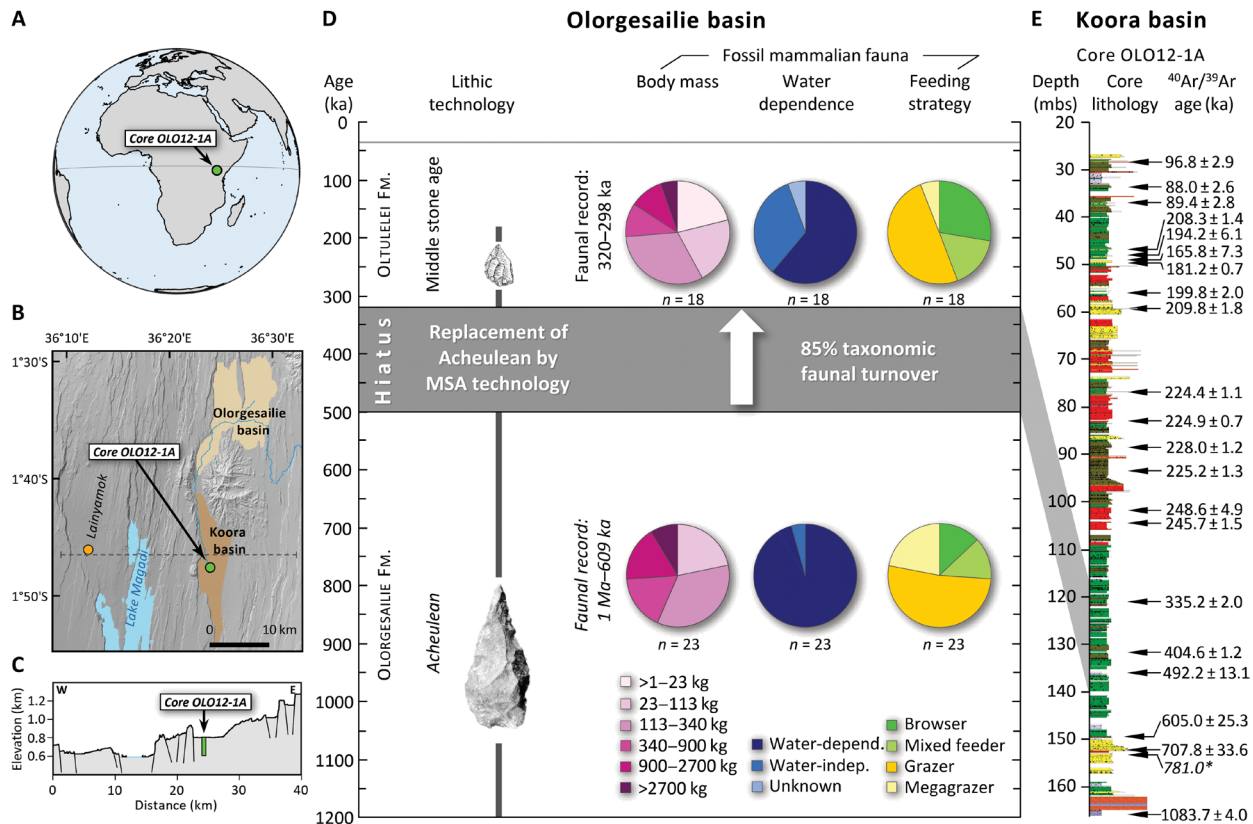 A
Core OLO12-1A
B
36°10'E
36°20'E
36°30'E
1°30'S
1°40'S
1°50'S
Olorgesailie
basin
Core OLO12-1A
Lainyamok
Koora
basin
Lake Magadi
0
10 km
C
W
E
Core OLO12-1A
Elevation (km)
1.2
1.0
0.8
0.6
0
10
20
30
40
Distance (km)
D
Olorgesailie basin
Fossil mammalian fauna
Age
(ka)
Lithic
technology
Body mass
Water
dependence
Feeding
strategy
0
100
200
300
400
500
600
700
800
900
1000
1100
1200
OLTULELEI FM.
Middle stone age
Faunal record:
320–298 ka
n = 18
n = 18
n = 18
Hiatus
Replacement of
Acheulean by
MSA technology
85% taxonomic
faunal turnover
OLORGESAILIE FM.
Acheulean
Faunal record:
1 Ma–609 ka
n = 23
n = 23
n = 23
>1–23 kg
23–113 kg
113–340 kg
340–900 kg
900–2700 kg
>2700 kg
Water-depend.
Water-indep.
Unknown
Browser
Mixed feeder
Grazer
Megagrazer
E
Koora basin
Core OLO12-1A
Depth
(mbs)
Core
lithology
⁴⁰Ar/³⁹Ar
age (ka)
20
30
40
50
60
70
80
90
100
110
120
130
140
150
160
96.8 ± 2.9
88.0 ± 2.6
89.4 ± 2.8
208.3 ± 1.4
194.2 ± 6.1
165.8 ± 7.3
181.2 ± 0.7
199.8 ± 2.0
209.8 ± 1.8
224.4 ± 1.1
224.9 ± 0.7
228.0 ± 1.2
225.2 ± 1.3
248.6 ± 4.9
245.7 ± 1.5
335.2 ± 2.0
404.6 ± 1.2
492.2 ± 13.1
605.0 ± 25.3
707.8 ± 33.6
781.0*
1083.7 ± 4.0